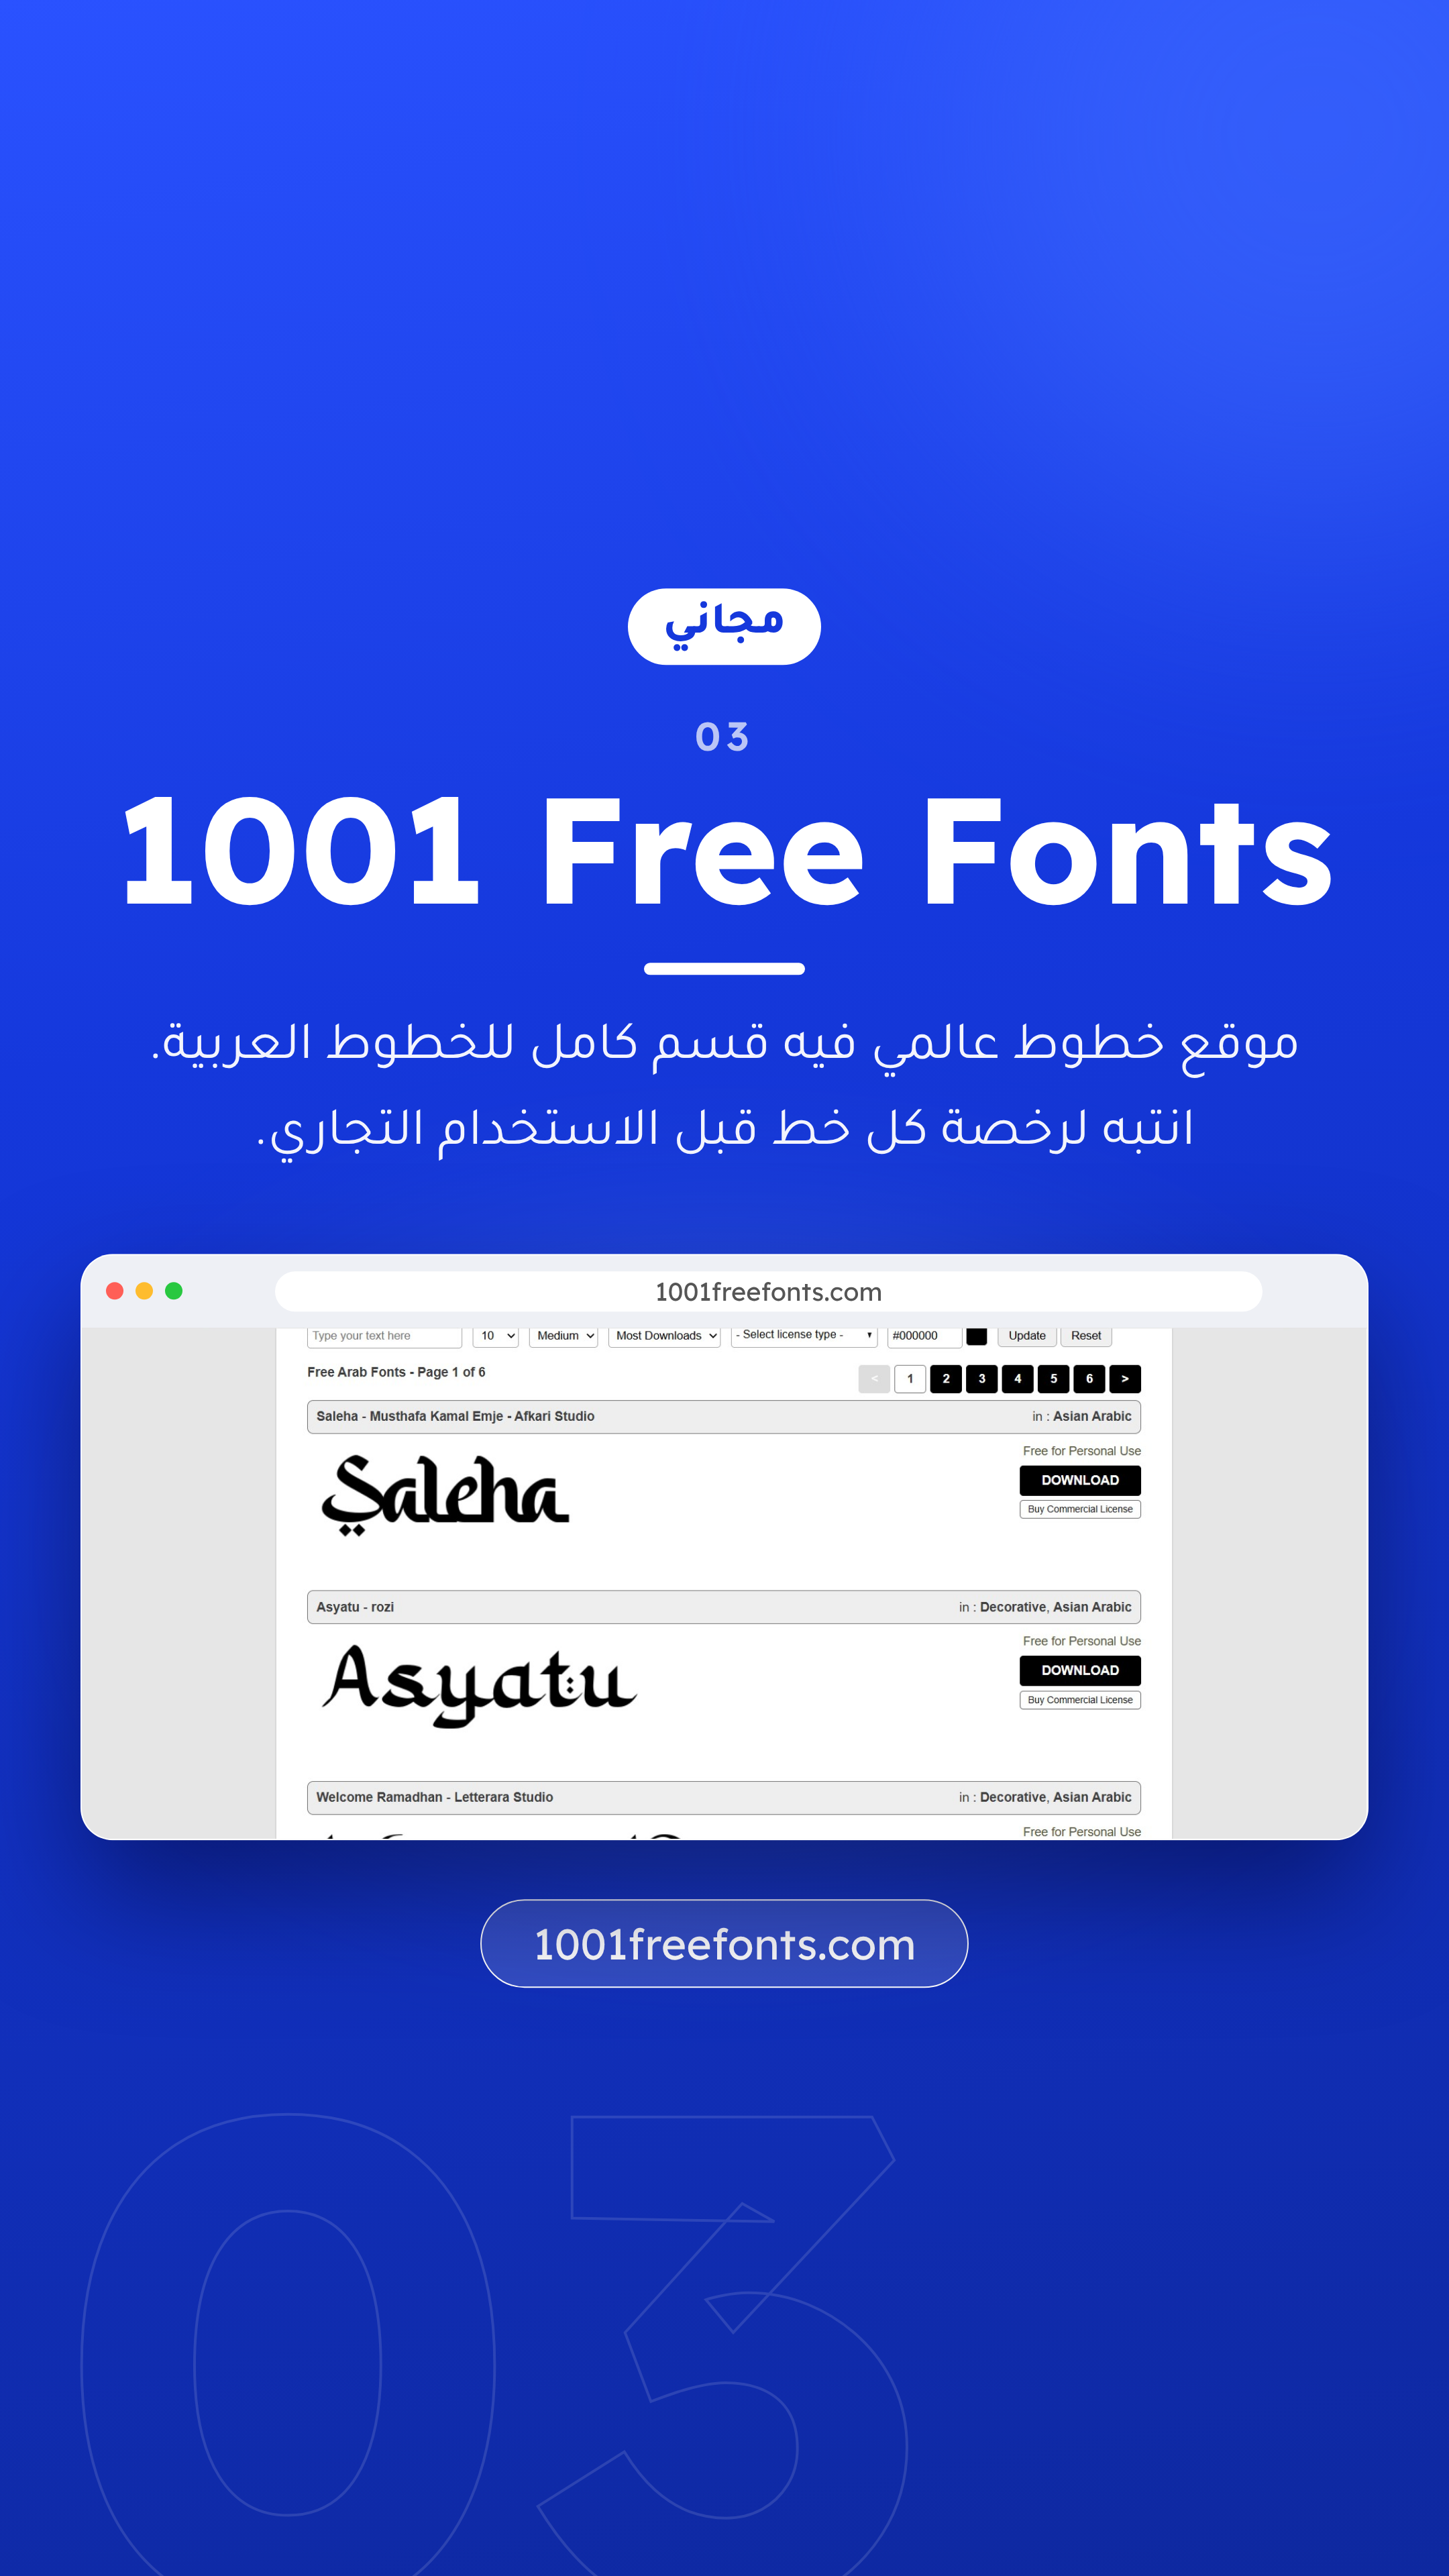 مجاني
03
1001 Free Fonts
موقع خطوط عالمي فيه قسم كامل للخطوط العربية.
انتبه لرخصة كل خط قبل الاستخدام التجاري.
1001freefonts.com
Type your text here 10 Medium Most Downloads - Select license type - #000000 Update Reset
Free Arab Fonts - Page 1 of 6 < 1 2 3 4 5 6 >
Saleha - Musthafa Kamal Emje - Afkari Studio in : Asian Arabic
Free for Personal Use
Saleha
DOWNLOAD
Buy Commercial License
Asyatu - rozi in : Decorative, Asian Arabic
Free for Personal Use
Asyatu
DOWNLOAD
Buy Commercial License
Welcome Ramadhan - Letterara Studio in : Decorative, Asian Arabic
Free for Personal Use
1001freefonts.com
03